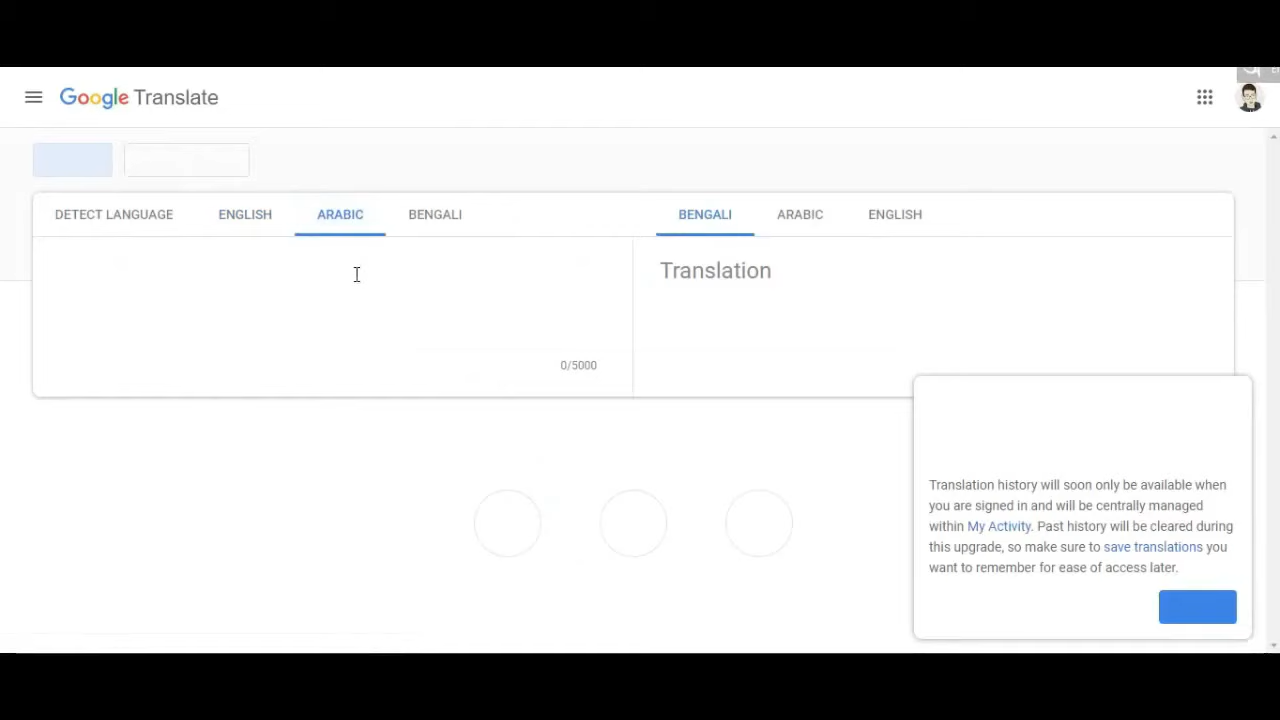 Google Translate
DETECT LANGUAGE ENGLISH ARABIC BENGALI
BENGALI ARABIC ENGLISH
Translation
0/5000
Translation history will soon only be available when
you are signed in and will be centrally managed
within My Activity. Past history will be cleared during
this upgrade, so make sure to save translations you
want to remember for ease of access later.